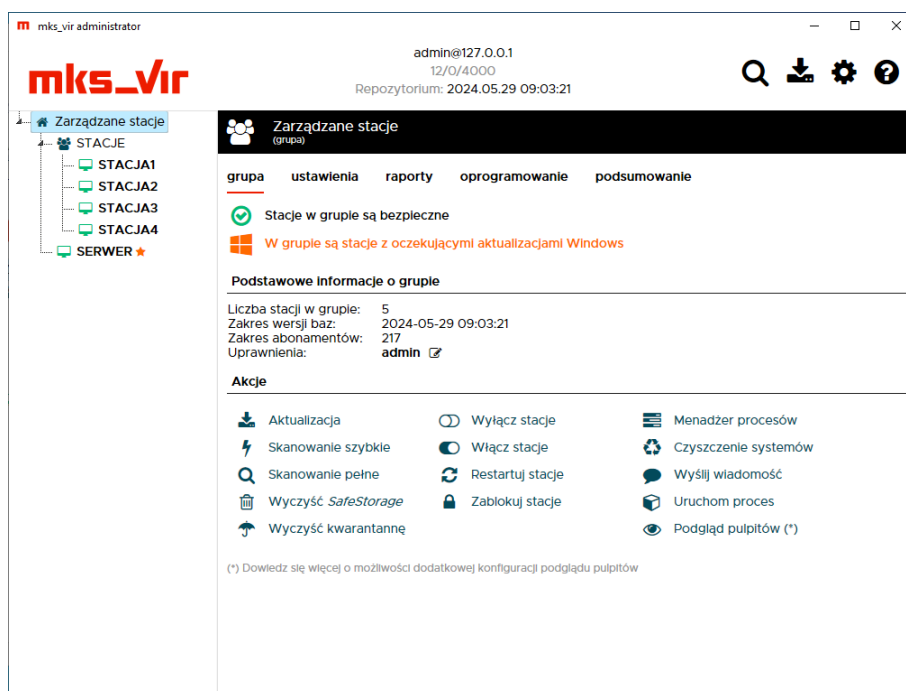 mks_vir administrator
mks_vir
admin@127.0.0.1
12/0/4000
Repozytorium: 2024.05.29 09:03:21
Zarządzane stacje
STACJE
STACJA1
STACJA2
STACJA3
STACJA4
SERWER
Zarządzane stacje
(grupa)
grupa ustawienia raporty oprogramowanie podsumowanie
Stacje w grupie są bezpieczne
W grupie są stacje z oczekującymi aktualizacjami Windows
Podstawowe informacje o grupie
Liczba stacji w grupie: 5
Zakres wersji baz: 2024-05-29 09:03:21
Zakres abonamentów: 217
Uprawnienia: admin
Akcje
Aktualizacja Wyłącz stacje Menadżer procesów
Skanowanie szybkie Włącz stacje Czyszczenie systemów
Skanowanie pełne Restartuj stacje Wyślij wiadomość
Wyczyść SafeStorage Zablokuj stacje Uruchom proces
Wyczyść kwarantannę Podgląd pulpitów (*)
(*) Dowiedz się więcej o możliwości dodatkowej konfiguracji podglądu pulpitów